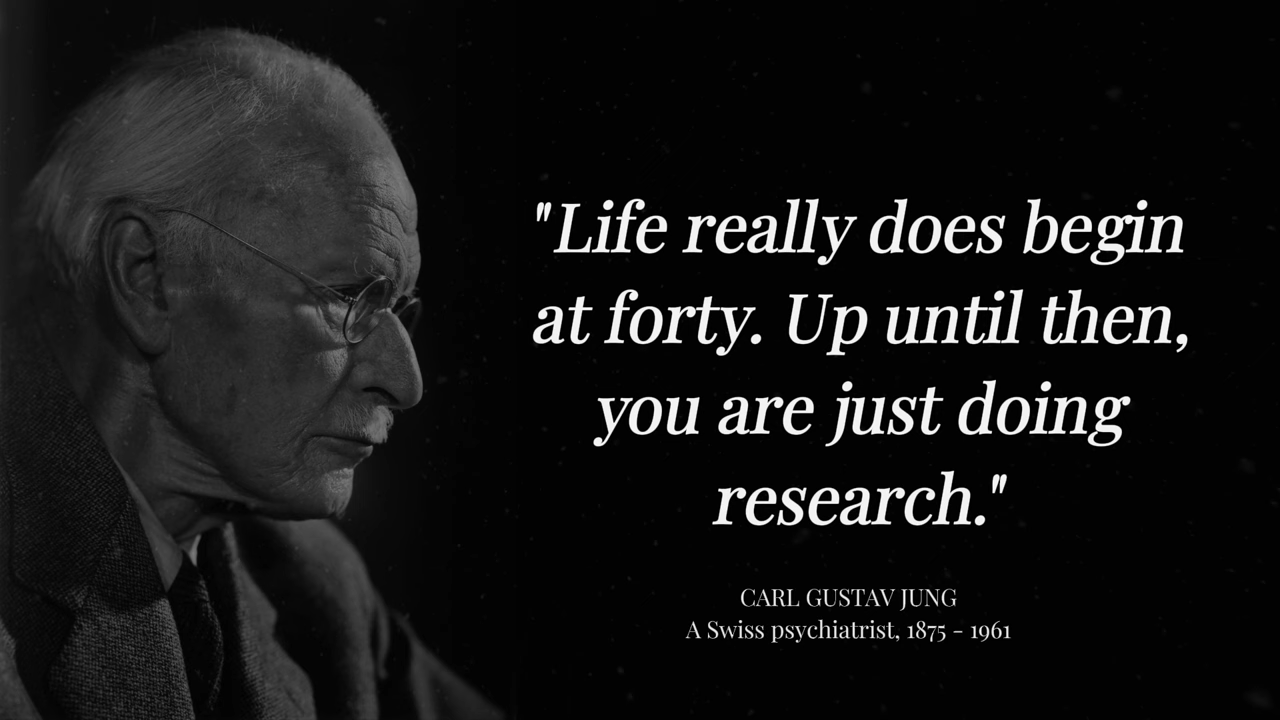 "Life really does begin
at forty. Up until then,
you are just doing
research."
CARL GUSTAV JUNG
A Swiss psychiatrist, 1875 - 1961